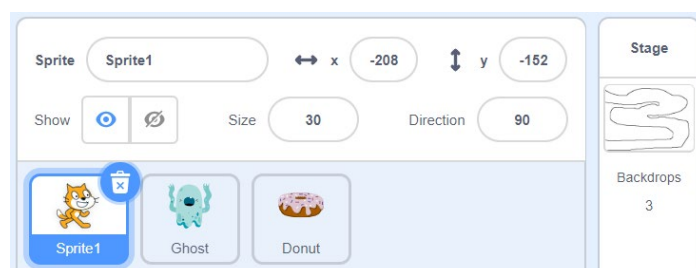 Sprite Sprite1 x -208 y -152
Show Size 30 Direction 90
Sprite1 Ghost Donut
Stage
Backdrops
3